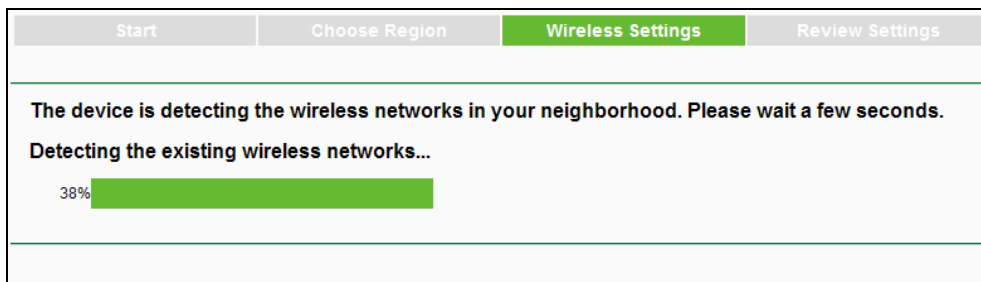 Start Choose Region Wireless Settings Review Settings
The device is detecting the wireless networks in your neighborhood. Please wait a few seconds.
Detecting the existing wireless networks...
38%